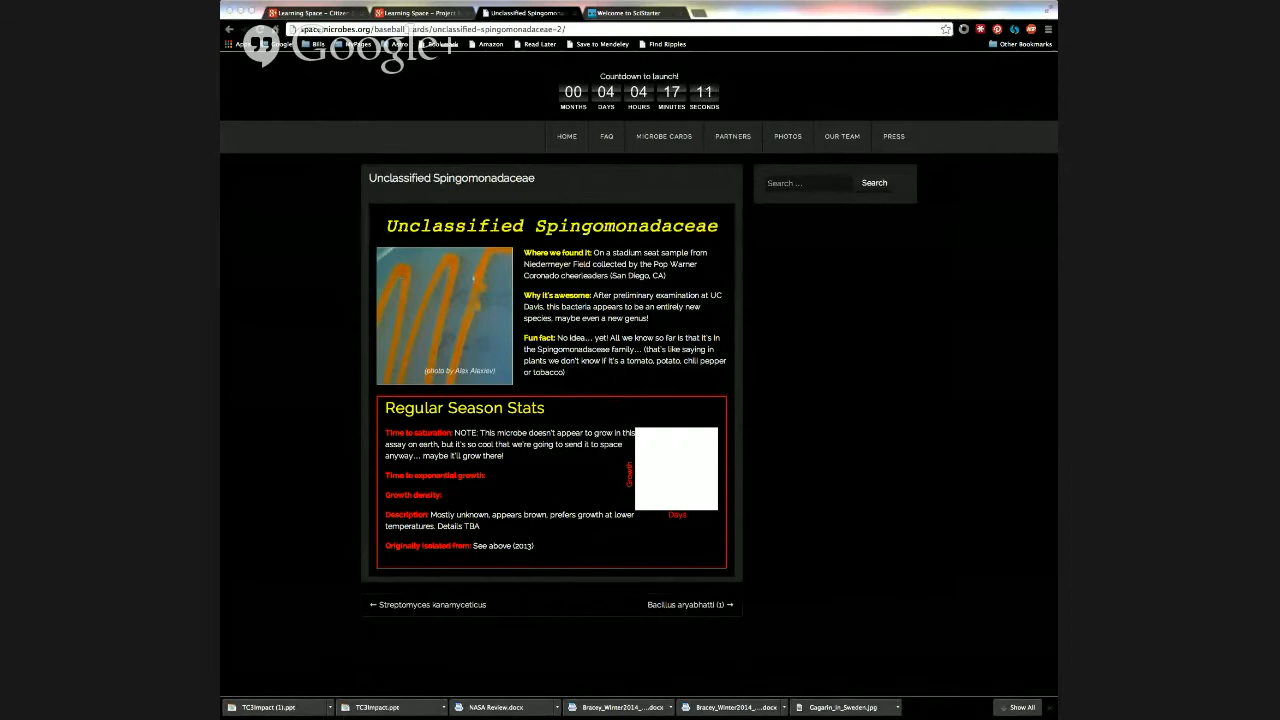 Learning Space – Citizen
Learning Space – Project
Unclassified Spingomona
Welcome to SciStarter
spacemicrobes.org/baseball_cards/unclassified-spingomonadaceae-2/
Apps Google Bills MyPages Astro Amazon Read Later Save to Mendeley Find Ripples Other Bookmarks
Google+
Countdown to launch!
00 04 04 17 11
MONTHS DAYS HOURS MINUTES SECONDS
HOME FAQ MICROBE CARDS PARTNERS PHOTOS OUR TEAM PRESS
Unclassified Spingomonadaceae
Search ... Search
Unclassified Spingomonadaceae
Where we found it: On a stadium seat sample from
Niedermeyer Field collected by the Pop Warner
Coronado cheerleaders (San Diego, CA)
Why it's awesome: After preliminary examination at UC
Davis, this bacteria appears to be an entirely new
species, maybe even a new genus!
Fun fact: No idea... yet! All we know so far is that it's in
the Spingomonadaceae family... (that's like saying in
plants we don't know if it's a tomato, potato, chili pepper
or tobacco)
(photo by Alex Alexiev)
Regular Season Stats
Time to saturation: NOTE: This microbe doesn't appear to grow in this
assay on earth, but it's so cool that we're going to send it to space
anyway... maybe it'll grow there!
Time to exponential growth:
Growth density:
Description: Mostly unknown, appears brown, prefers growth at lower
temperatures. Details TBA
Originally isolated from: See above (2013)
Growth
Days
← Streptomyces kanamyceticus
Bacillus aryabhatti (1) →
TC3Impact (1).ppt
TC3Impact.ppt
NASA Review.docx
Bracey_Winter2014_....docx
Bracey_Winter2014_....docx
Gagarin_in_Sweden.jpg
Show All